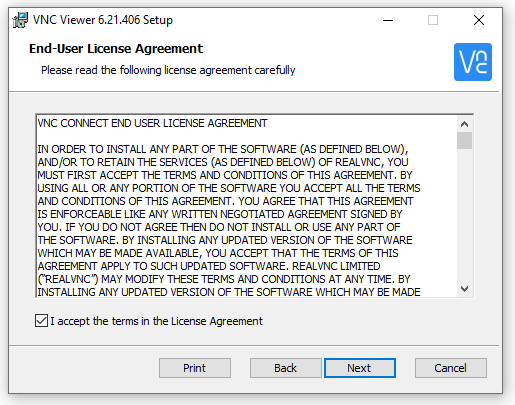 VNC Viewer 6.21.406 Setup
End-User License Agreement
Please read the following license agreement carefully
VNC CONNECT END USER LICENSE AGREEMENT
IN ORDER TO INSTALL ANY PART OF THE SOFTWARE (AS DEFINED BELOW),
AND/OR TO RETAIN THE SERVICES (AS DEFINED BELOW) OF REALVNC, YOU
MUST FIRST ACCEPT THE TERMS AND CONDITIONS OF THIS AGREEMENT. BY
USING ALL OR ANY PORTION OF THE SOFTWARE YOU ACCEPT ALL THE TERMS
AND CONDITIONS OF THIS AGREEMENT. YOU AGREE THAT THIS AGREEMENT
IS ENFORCEABLE LIKE ANY WRITTEN NEGOTIATED AGREEMENT SIGNED BY
YOU. IF YOU DO NOT AGREE THEN DO NOT INSTALL OR USE ANY PART OF
THE SOFTWARE. BY INSTALLING ANY UPDATED VERSION OF THE SOFTWARE
WHICH MAY BE MADE AVAILABLE, YOU ACCEPT THAT THE TERMS OF THIS
AGREEMENT APPLY TO SUCH UPDATED SOFTWARE. REALVNC LIMITED
("REALVNC") MAY MODIFY THESE TERMS AND CONDITIONS AT ANY TIME. BY
INSTALLING ANY UPDATED VERSION OF THE SOFTWARE WHICH MAY BE MADE
I accept the terms in the License Agreement
Print
Back
Next
Cancel